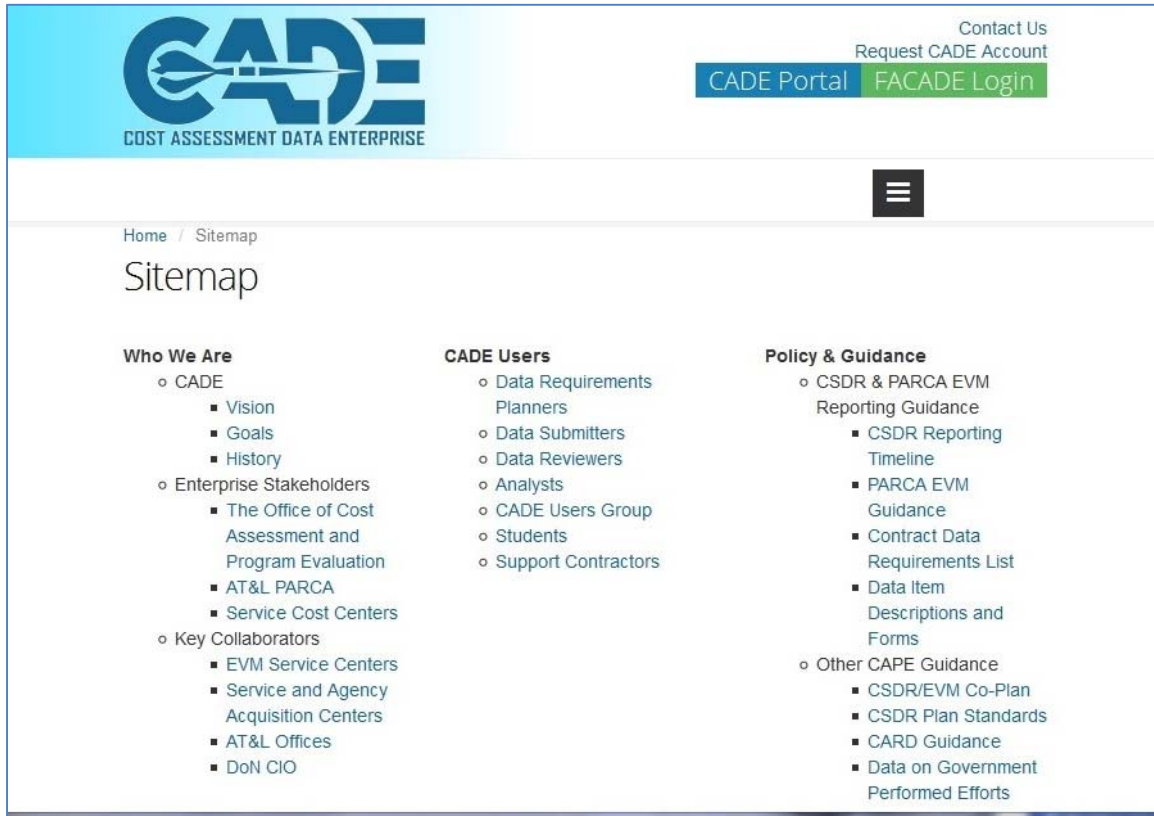 CADE
COST ASSESSMENT DATA ENTERPRISE
Contact Us
Request CADE Account
CADE Portal FACADE Login
Home / Sitemap
Sitemap
Who We Are
CADE
Vision
Goals
History
Enterprise Stakeholders
The Office of Cost
Assessment and
Program Evaluation
AT&L PARCA
Service Cost Centers
Key Collaborators
EVM Service Centers
Service and Agency
Acquisition Centers
AT&L Offices
DoN CIO
CADE Users
Data Requirements
Planners
Data Submitters
Data Reviewers
Analysts
CADE Users Group
Students
Support Contractors
Policy & Guidance
CSDR & PARCA EVM
Reporting Guidance
CSDR Reporting
Timeline
PARCA EVM
Guidance
Contract Data
Requirements List
Data Item
Descriptions and
Forms
Other CAPE Guidance
CSDR/EVM Co-Plan
CSDR Plan Standards
CARD Guidance
Data on Government
Performed Efforts